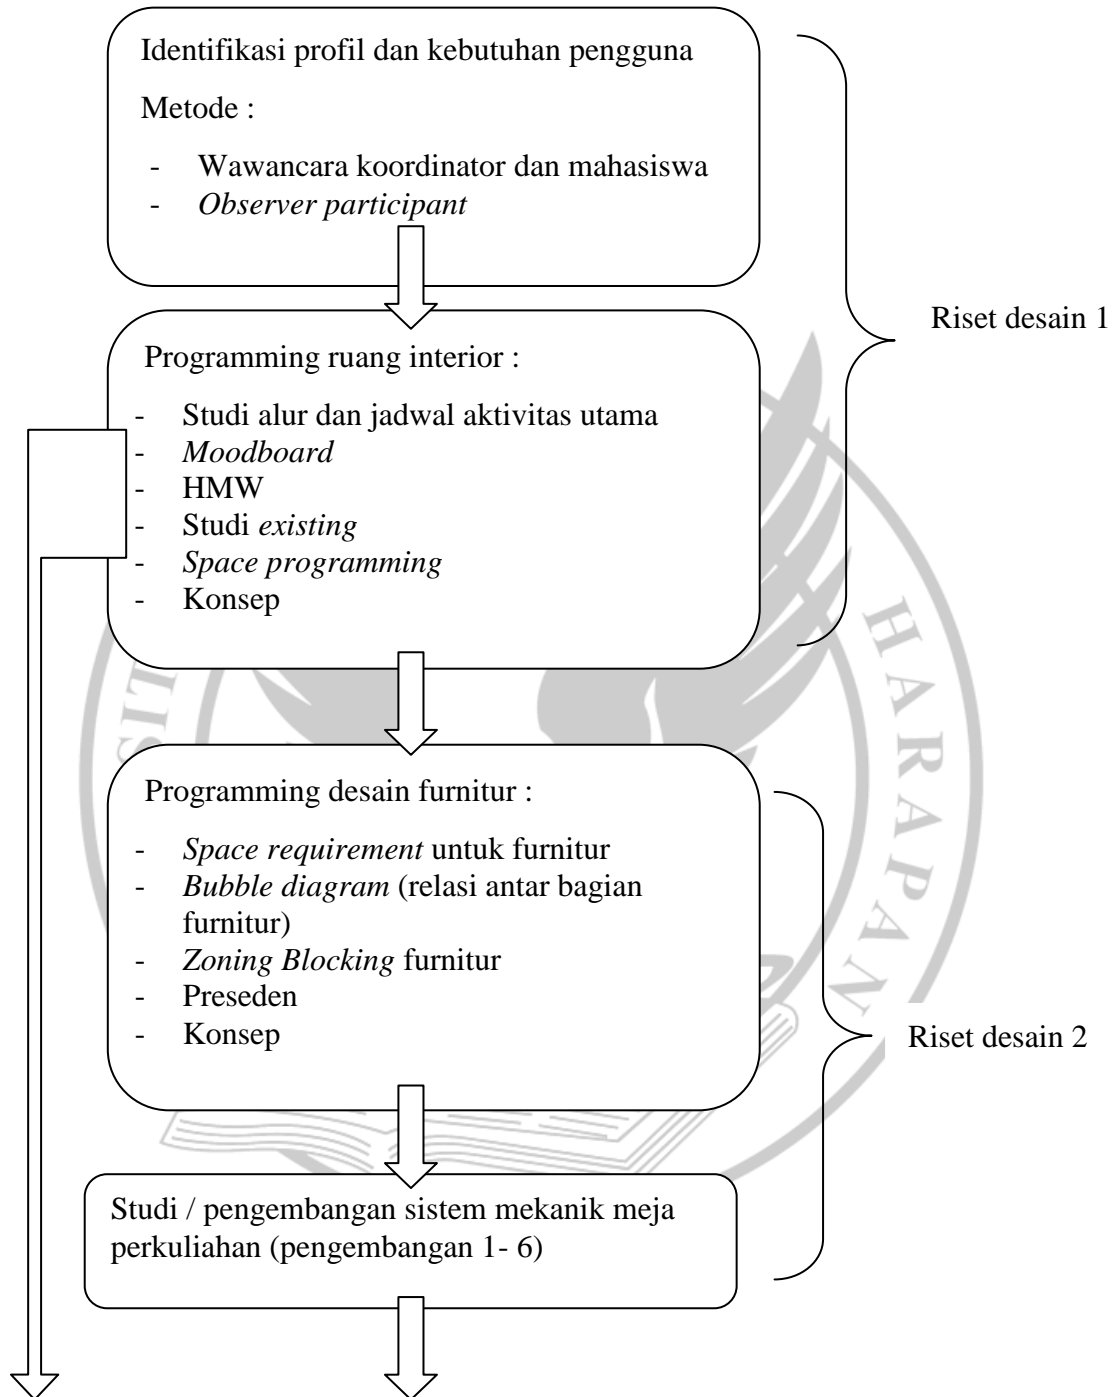 Identifikasi profil dan kebutuhan pengguna
Metode :
- Wawancara koordinator dan mahasiswa
- Observer participant
Riset desain 1
Programming ruang interior :
- Studi alur dan jadwal aktivitas utama
- Moodboard
- HMW
- Studi existing
- Space programming
- Konsep
Programming desain furnitur :
- Space requirement untuk furnitur
- Bubble diagram (relasi antar bagian
furnitur)
- Zoning Blocking furnitur
- Preseden
- Konsep
Riset desain 2
Studi / pengembangan sistem mekanik meja
perkuliahan (pengembangan 1- 6)
HARAPAN